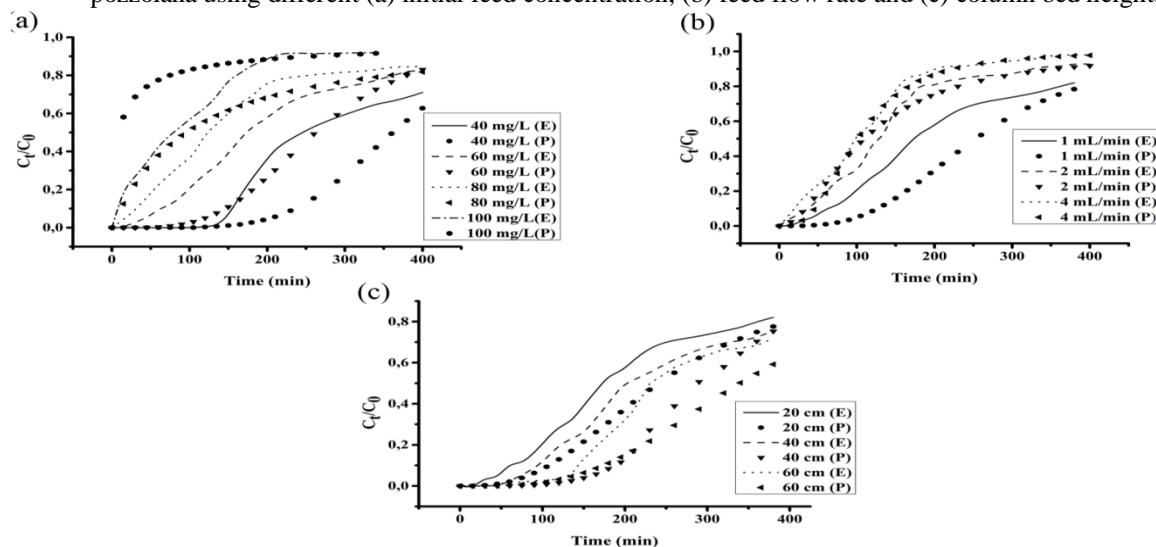 pozzolana using different (a) initial feed concentration, (b) feed flow rate and (c) column bed height
(a)
1,0
0,8
0,6
0,4
0,2
0,0
Ct/C0
0 100 200 300 400
Time (min)
40 mg/L (E)
40 mg/L (P)
60 mg/L (E)
60 mg/L (P)
80 mg/L (E)
80 mg/L (P)
100 mg/L(E)
100 mg/L(P)
(b)
1,0
0,8
0,6
0,4
0,2
0,0
Ct/C0
0 100 200 300 400
Time (min)
1 mL/min (E)
1 mL/min (P)
2 mL/min (E)
2 mL/min (P)
4 mL/min (E)
4 mL/min (P)
(c)
0,8
0,6
0,4
0,2
0,0
Ct/C0
0 100 200 300 400
Time (min)
20 cm (E)
20 cm (P)
40 cm (E)
40 cm (P)
60 cm (E)
60 cm (P)